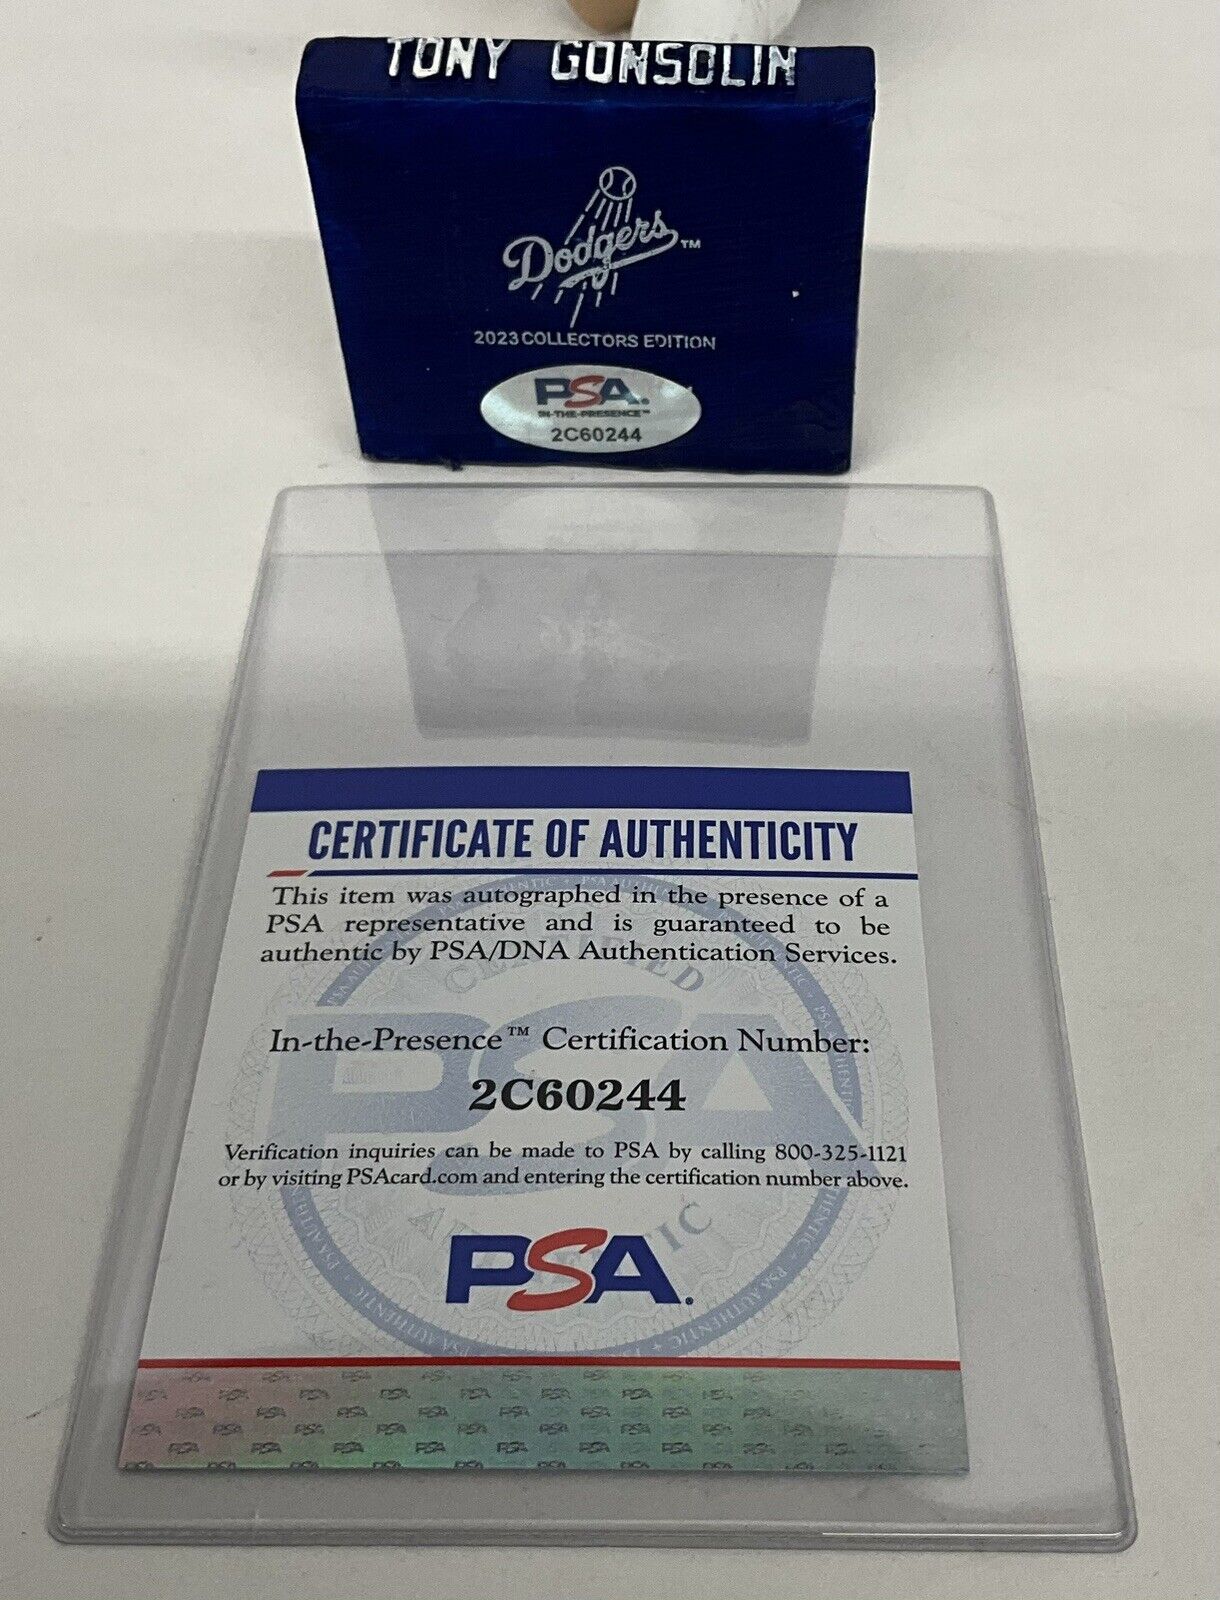 TONY GONSOLIN
Dodgers™
2023 COLLECTORS EDITION
PSA.
IN-THE-PRESENCE™
2C60244
CERTIFICATE OF AUTHENTICITY
This item was autographed in the presence of a
PSA representative and is guaranteed to be
authentic by PSA/DNA Authentication Services.
In-the-Presence™ Certification Number:
2C60244
Verification inquiries can be made to PSA by calling 800-325-1121
or by visiting PSAcard.com and entering the certification number above.
PSA.